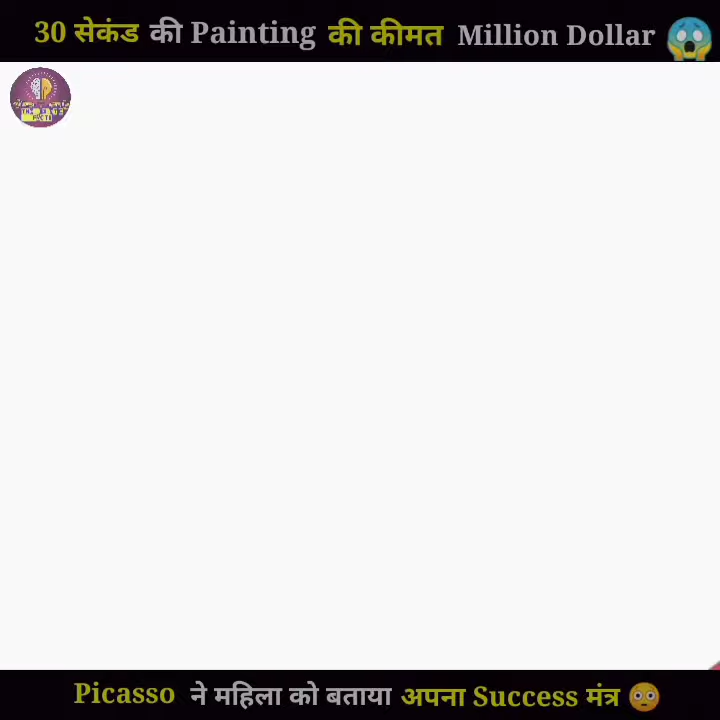 30 सेकंड की Painting की कीमत Million Dollar 😱
Picasso ने महिला को बताया अपना Success मंत्र 😳